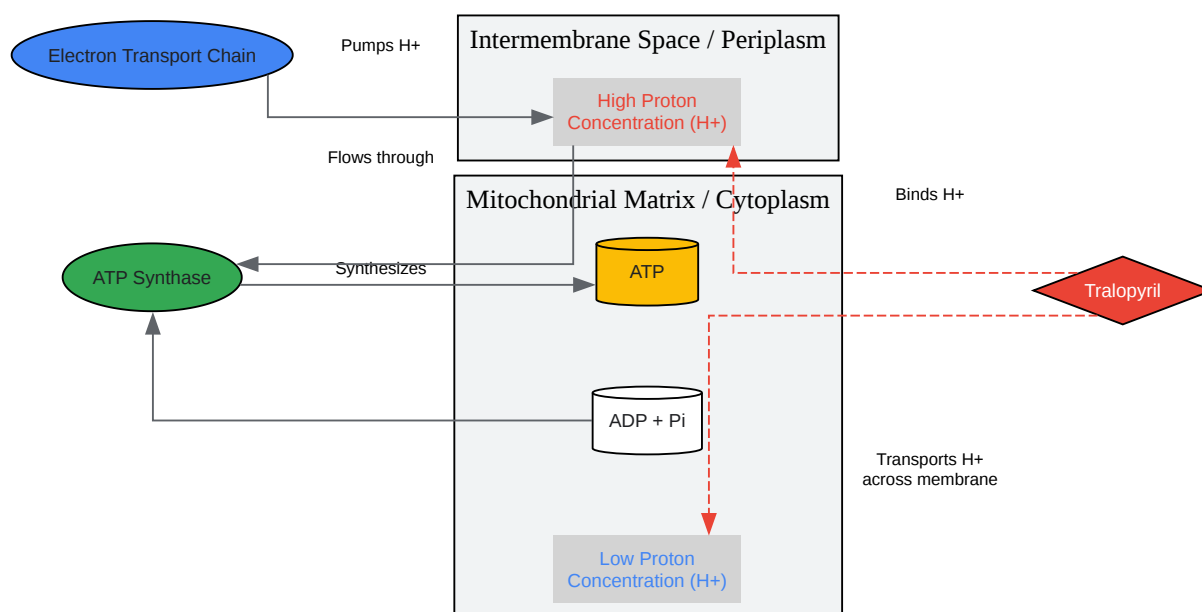 Electron Transport Chain
Pumps H+
Intermembrane Space / Periplasm
High Proton
Concentration (H+)
Flows through
Mitochondrial Matrix / Cytoplasm
Binds H+
ATP Synthase
Synthesizes
ATP
Tralopyril
ADP + Pi
Transports H+
across membrane
Low Proton
Concentration (H+)